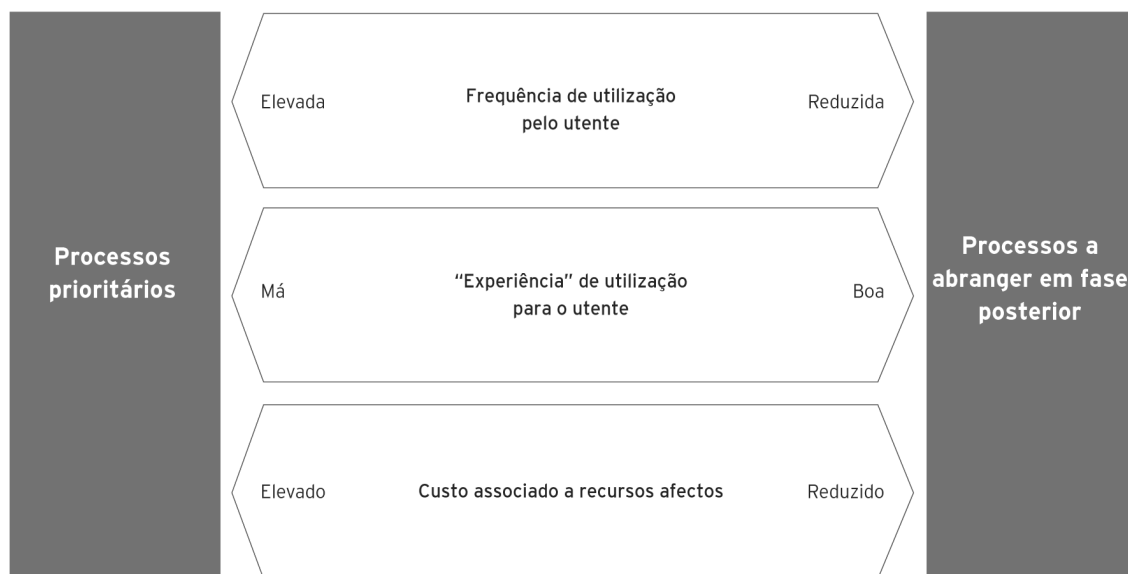 Processos
prioritários
Elevada
Frequência de utilização
pelo utente
Reduzida
Má
“Experiência” de utilização
para o utente
Boa
Elevado
Custo associado a recursos afectos
Reduzido
Processos a
abranger em fase
posterior